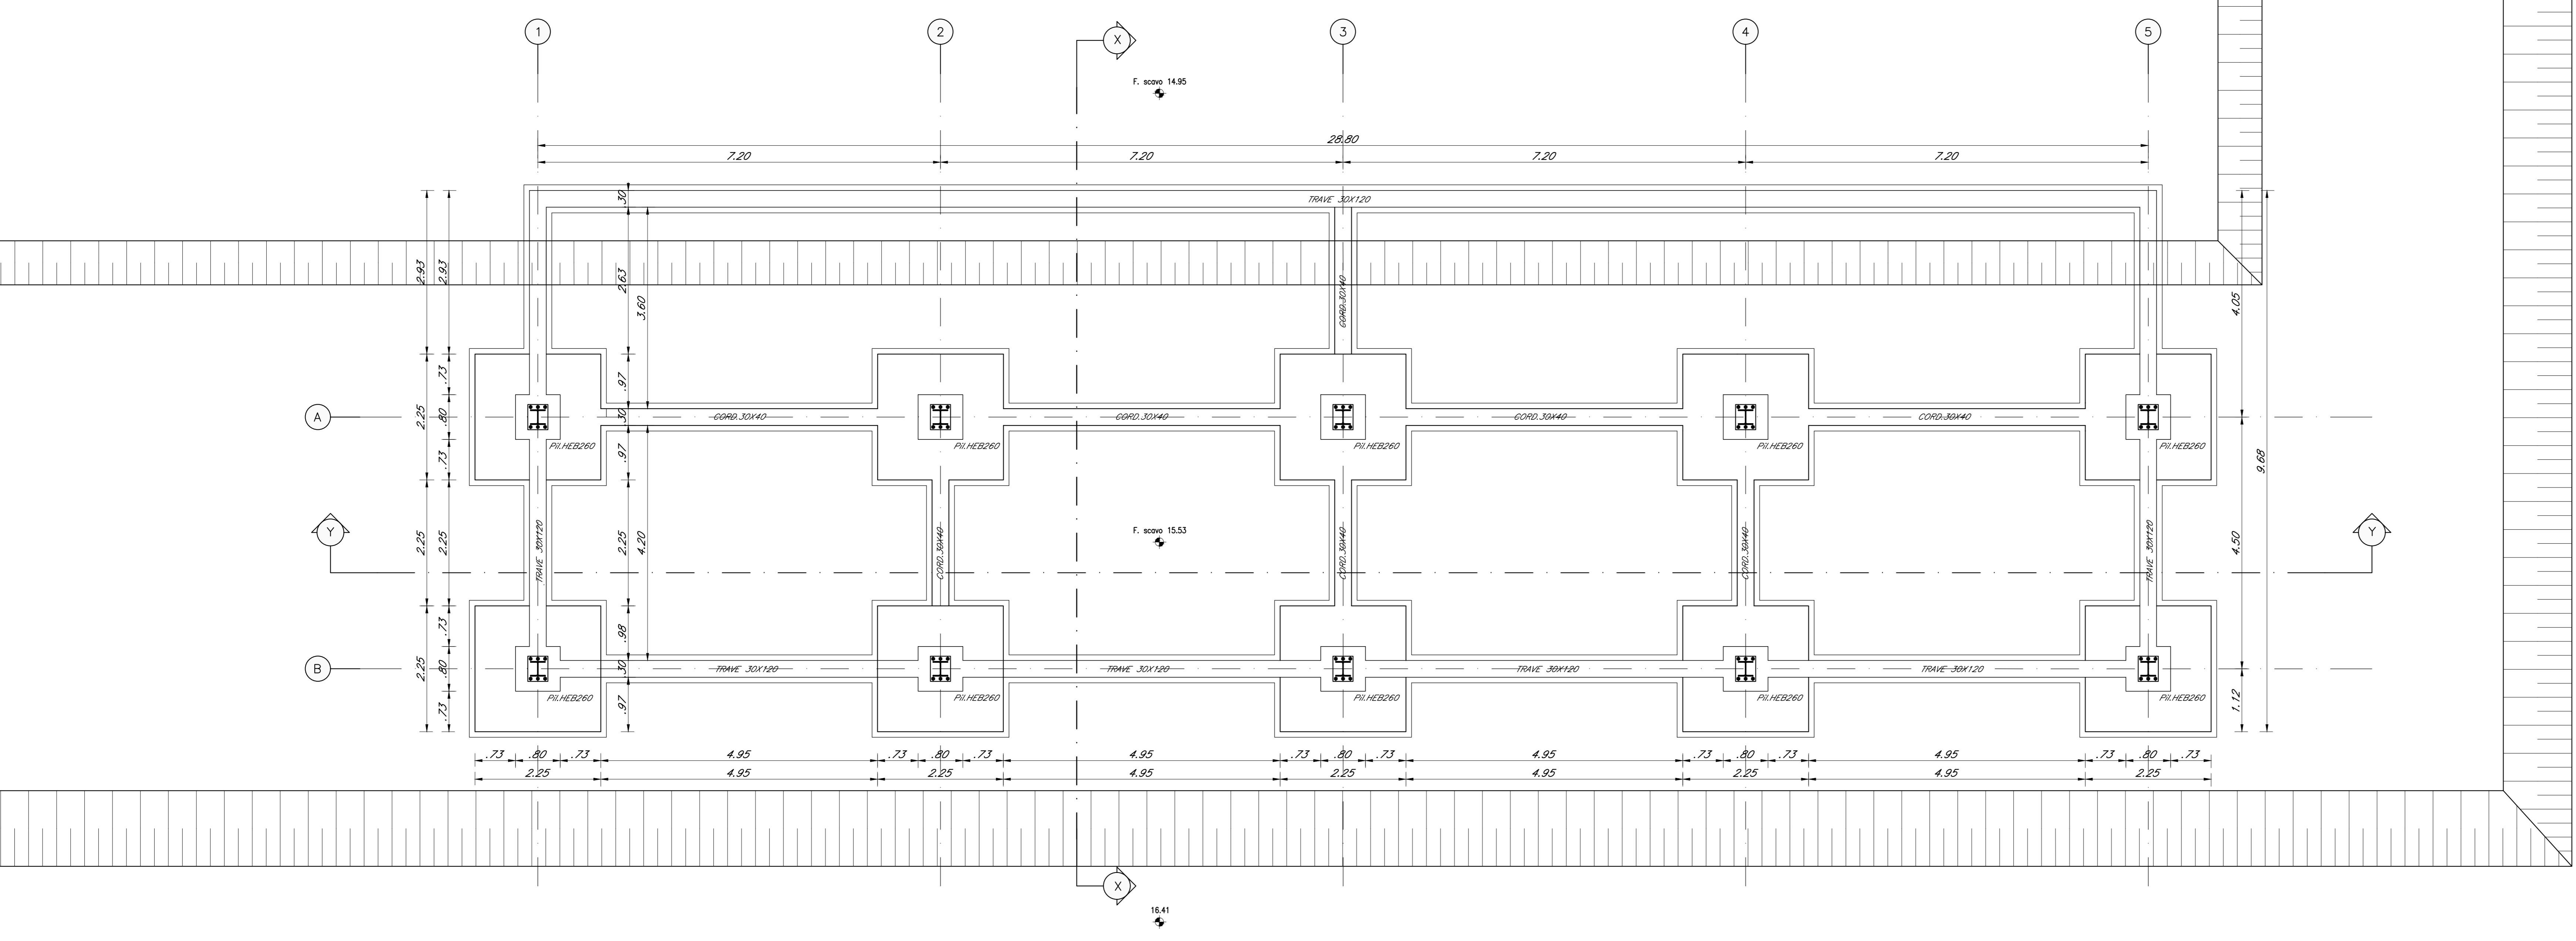 1
2
3
4
5
X
F. scavo 14.95
28.80
7.20
7.20
7.20
7.20
.30
TRAVE 30X120
2.93
2.93
2.63
3.60
CORD.30X40
4.05
2.25
.73
.80
.73
.97
.30
.97
A
CORD.30X40
CORD.30X40
CORD.30X40
CORD.30X40
Pil.HEB260
Pil.HEB260
Pil.HEB260
Pil.HEB260
Pil.HEB260
9.68
Y
2.25
2.25
TRAVE 30X120
2.25
4.20
CORD.30X40
F. scavo 15.53
CORD.30X40
CORD.30X40
TRAVE 30X120
4.50
Y
2.25
.73
.80
.73
.98
.30
.97
B
TRAVE 30X120
TRAVE 30X120
TRAVE 30X120
TRAVE 30X120
Pil.HEB260
Pil.HEB260
Pil.HEB260
Pil.HEB260
Pil.HEB260
1.12
.73 .80 .73 4.95 .73 .80 .73 4.95 .73 .80 .73 4.95 .73 .80 .73 4.95 .73 .80 .73
2.25 4.95 2.25 4.95 2.25 4.95 2.25 4.95 2.25
X
16.41